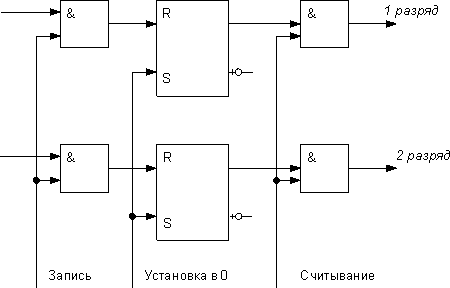 & R & 1 разряд
S
& R & 2 разряд
S
Запись Установка в 0 Считывание